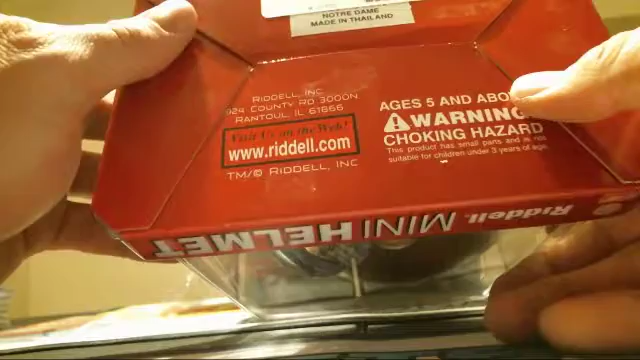 NOTRE DAME
MADE IN THAILAND
RIDDELL, INC.
924 COUNTY RD 3000N
RANTOUL, IL 61866
Visit Us on the Web!
www.riddell.com
TM/© RIDDELL, INC
AGES 5 AND ABO
WARNING
CHOKING HAZARD
This product has small parts and is not
suitable for children under 3 years of age.
Riddell. MINI HELMET